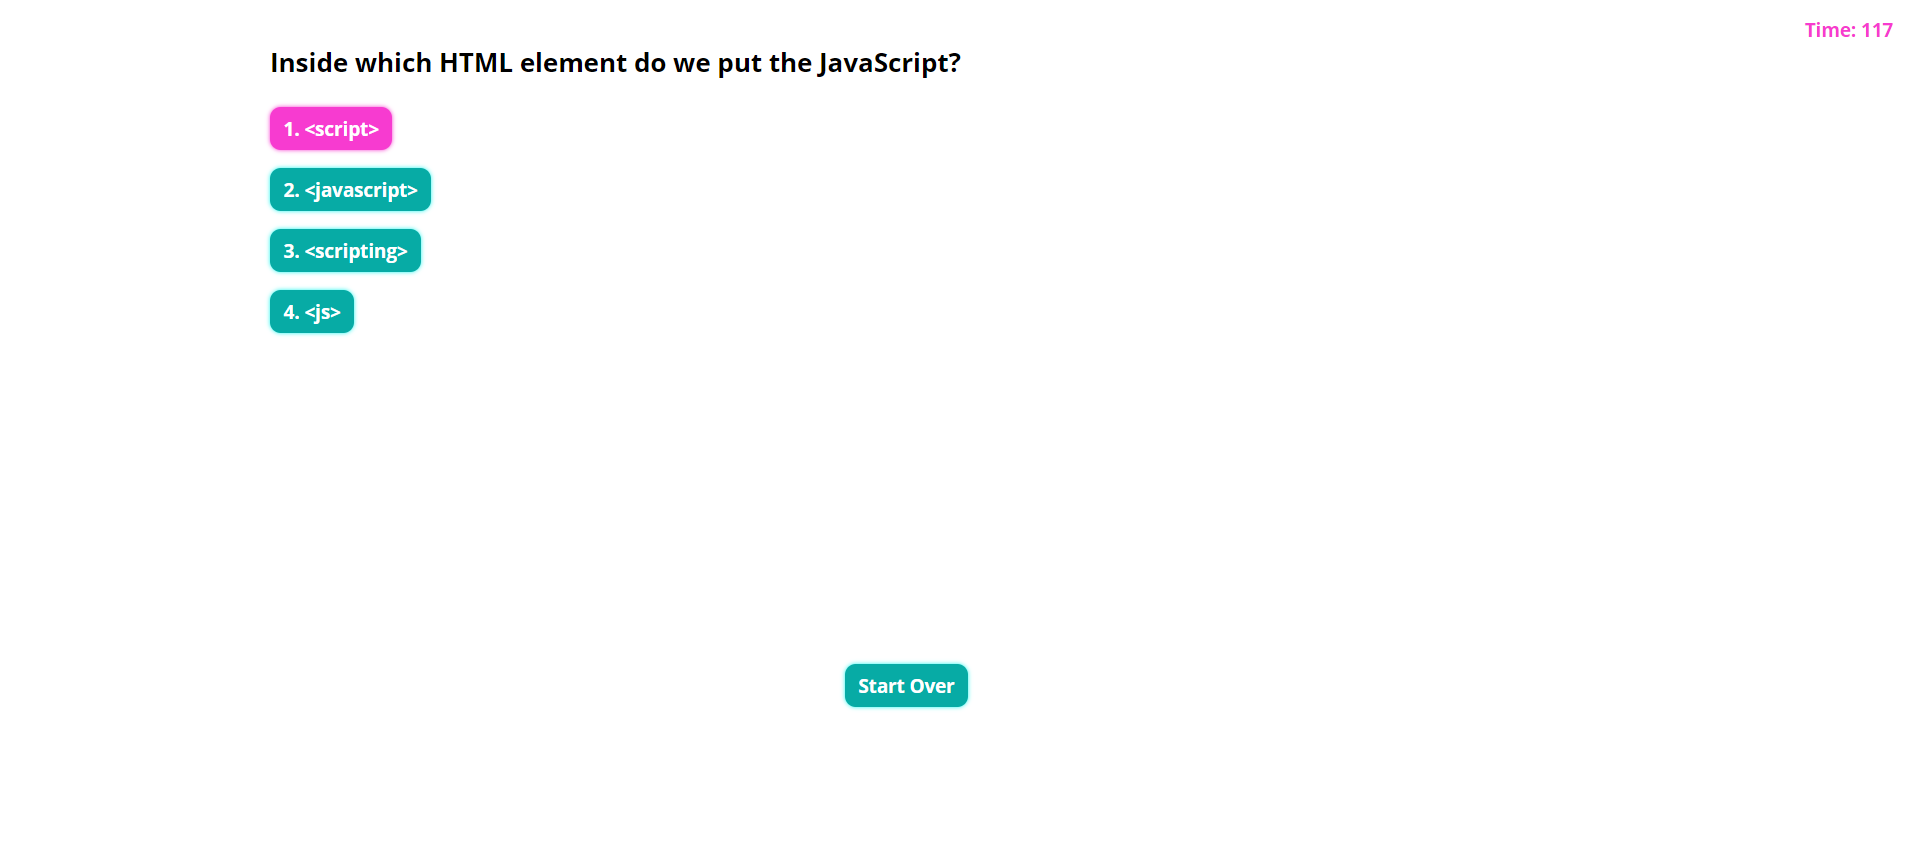 Time: 117
Inside which HTML element do we put the JavaScript?
1. <script>
2. <javascript>
3. <scripting>
4. <js>
Start Over